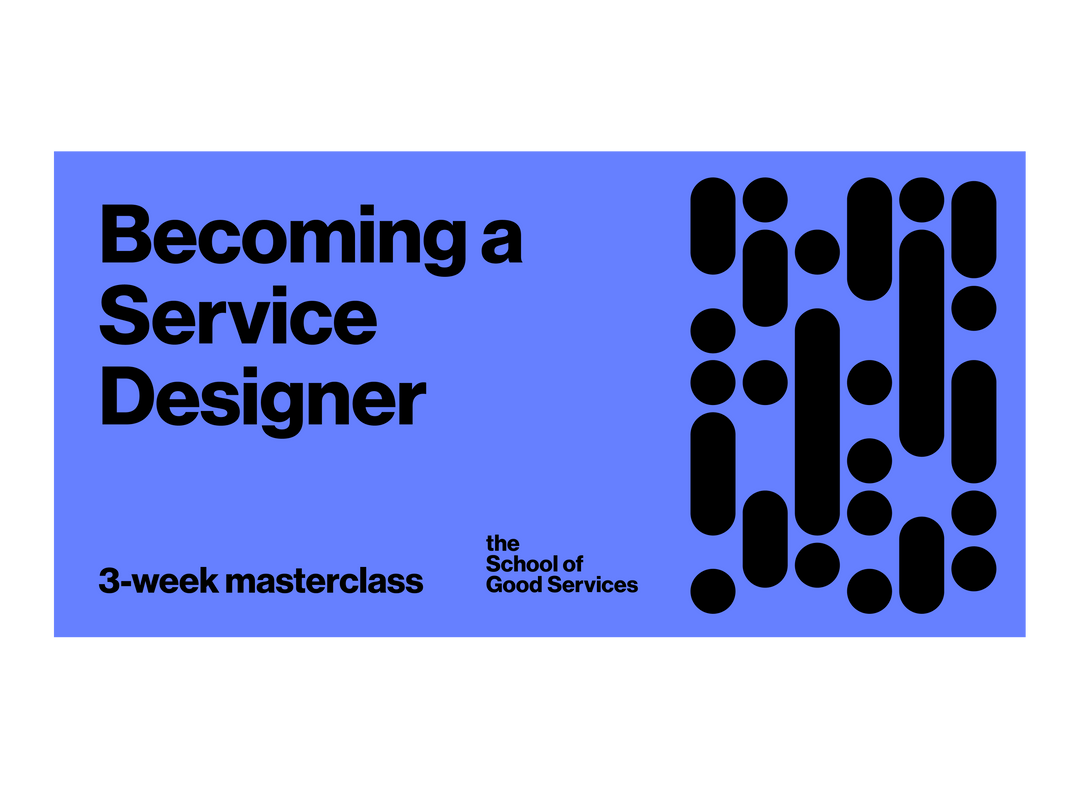 Becoming a
Service
Designer
3-week masterclass
the
School of
Good Services